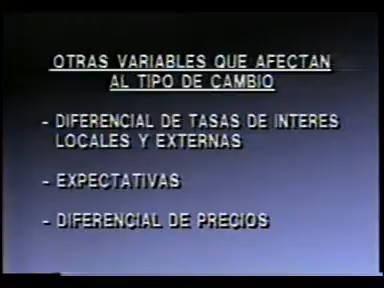 OTRAS VARIABLES QUE AFECTAN
AL TIPO DE CAMBIO
- DIFERENCIAL DE TASAS DE INTERES
LOCALES Y EXTERNAS
- EXPECTATIVAS
- DIFERENCIAL DE PRECIOS